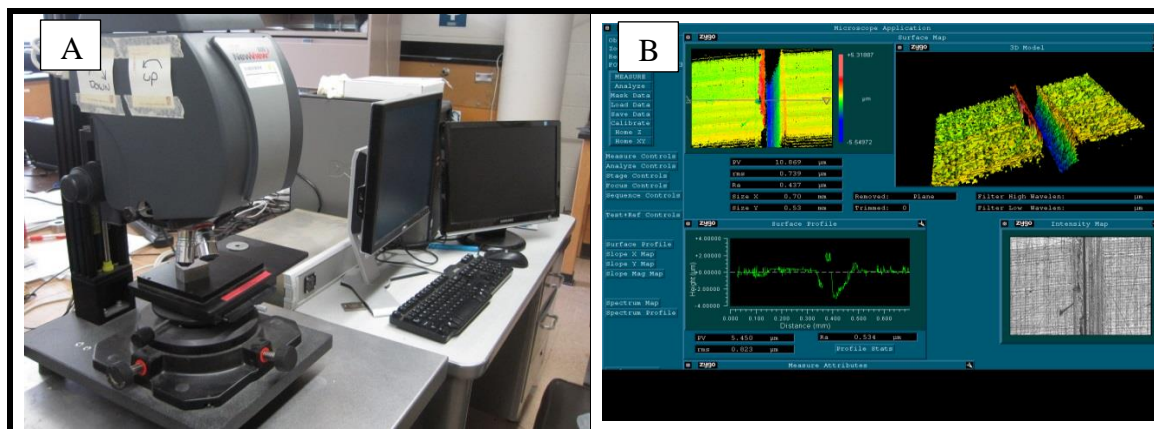 A
NewView
DOWN
UP
B
Microscope Application
zygo
Surface Map
zygo
3D Model
MEASURE
Analyze
Mask Data
Load Data
Save Data
Calibrate
Home Z
Home XY
+5.31887
µm
-5.54972
Measure Controls
Analyze Controls
Stage Controls
Focus Controls
Sequence Controls
Test+Ref Controls
PV 10.869 µm
rms 0.739 µm
Ra 0.437 µm
Size X 0.70 mm
Size Y 0.53 mm
Removed: Plane
Trimmed: 0
Filter High Wavelen: µm
Filter Low Wavelen: µm
zygo
Surface Profile
Surface Profile
Slope X Map
Slope Y Map
Slope Mag Map
Spectrum Map
Spectrum Profile
Height (µm)
+4.00000
+2.00000
+0.00000
-2.00000
-4.00000
0.000 0.100 0.200 0.300 0.400 0.500 0.600
Distance (mm)
PV 5.450 µm
Ra 0.534 µm
rms 0.823 µm
Profile Stats
zygo
Intensity Map
zygo
Measure Attributes